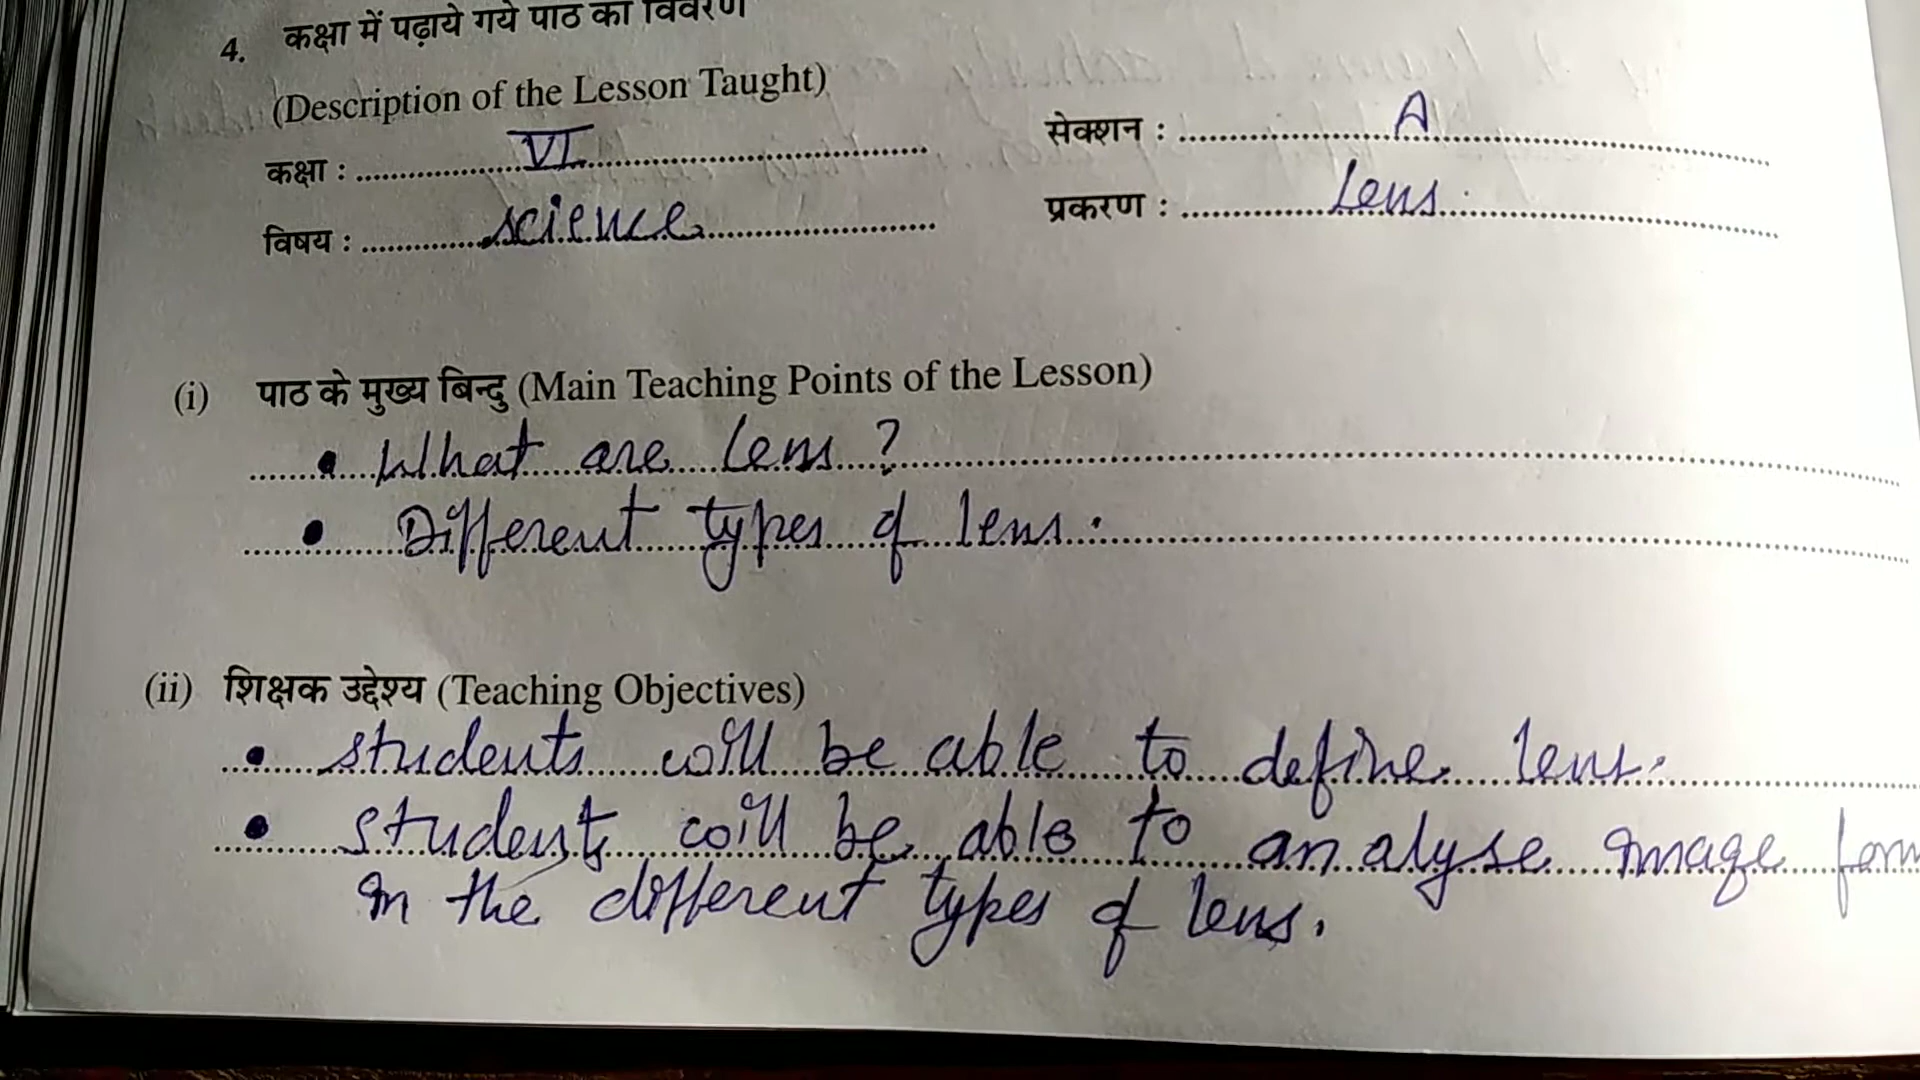 4. कक्षा में पढ़ाये गये पाठ का विवरण
(Description of the Lesson Taught)
कक्षा : VI सेक्शन : A
विषय : science प्रकरण : Lens.
(i) पाठ के मुख्य बिन्दु (Main Teaching Points of the Lesson)
• What are lens ?
• Different types of lens.
(ii) शिक्षक उद्देश्य (Teaching Objectives)
• students will be able to define lens.
• students will be able to analyse image
in the different types of lens.